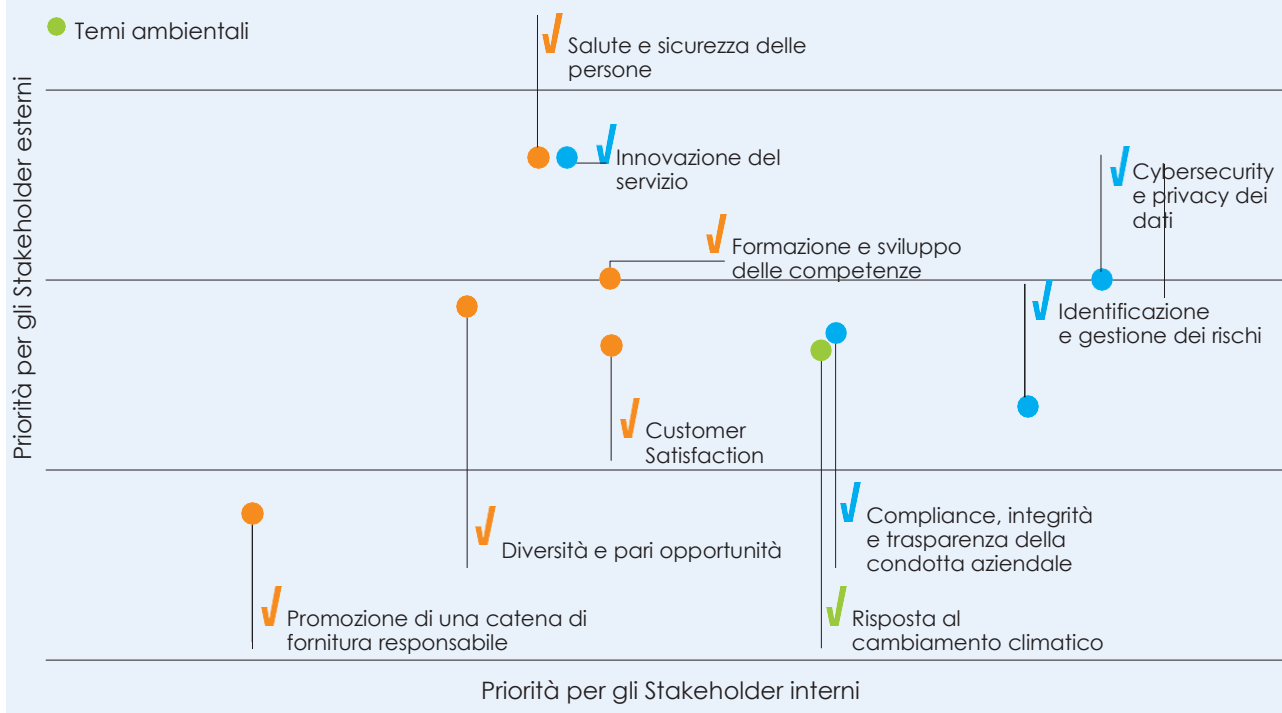 Temi ambientali
Salute e sicurezza delle
persone
Priorità per gli Stakeholder esterni
Innovazione del
servizio
Cybersecurity
e privacy dei
dati
Formazione e sviluppo
delle competenze
Identificazione
e gestione dei rischi
Customer
Satisfaction
Compliance, integrità
e trasparenza della
condotta aziendale
Diversità e pari opportunità
Promozione di una catena di
fornitura responsabile
Risposta al
cambiamento climatico
Priorità per gli Stakeholder interni